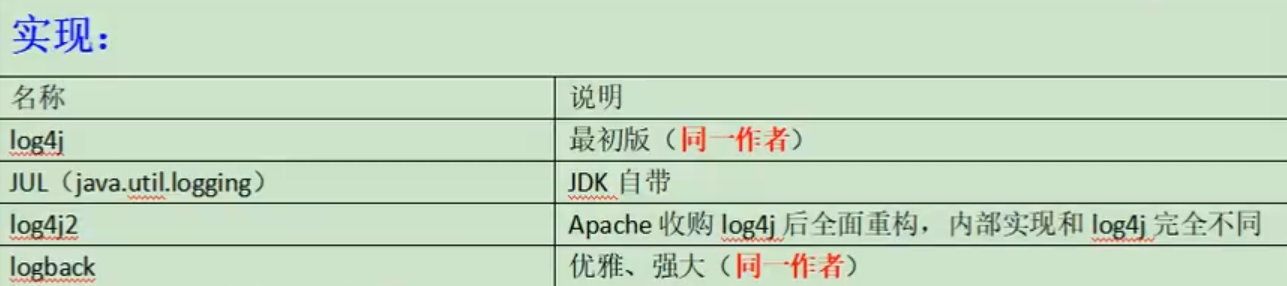 实现：
名称 说明
log4j 最初版（同一作者）
JUL（java.util.logging） JDK 自带
log4j2 Apache 收购 log4j 后全面重构，内部实现和 log4j 完全不同
logback 优雅、强大（同一作者）